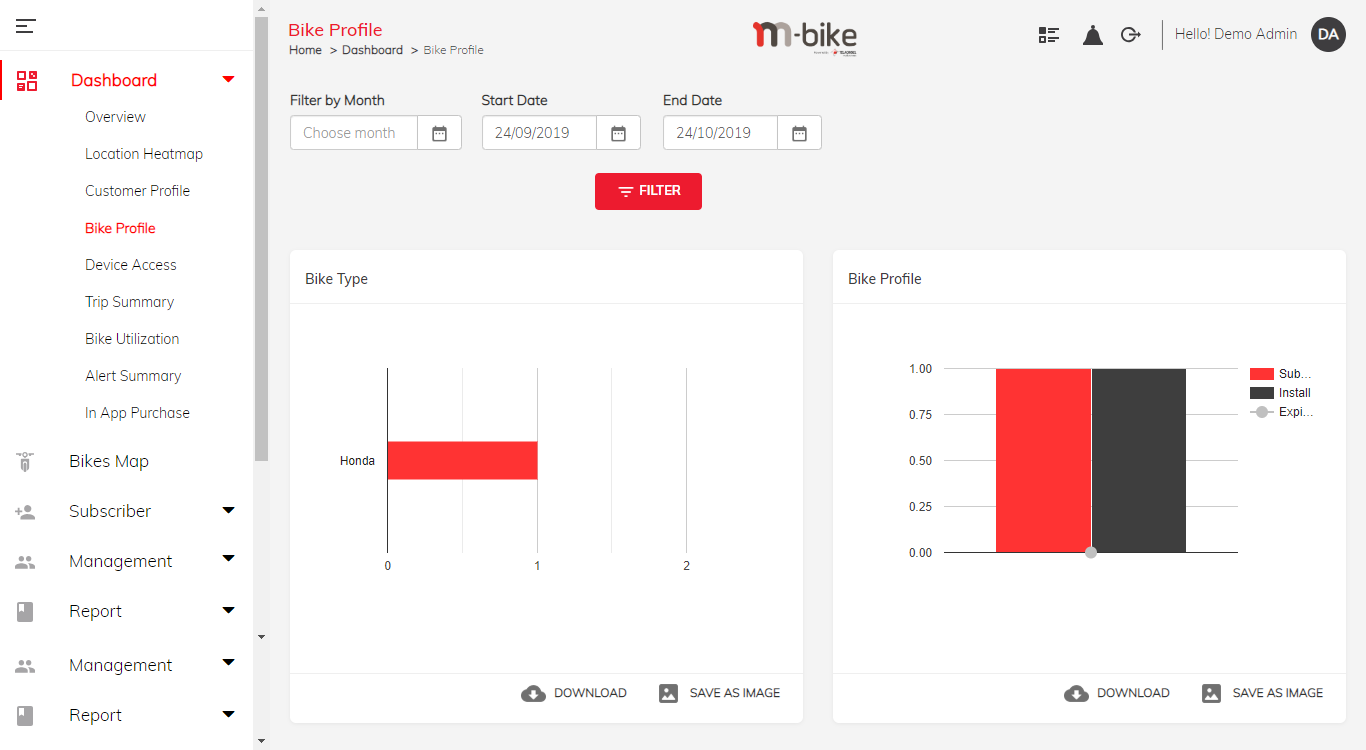 Bike Profile
Home > Dashboard > Bike Profile
m-bike
Hello! Demo Admin
DA
Dashboard
Overview
Location Heatmap
Customer Profile
Bike Profile
Device Access
Trip Summary
Bike Utilization
Alert Summary
In App Purchase
Bikes Map
Subscriber
Management
Report
Management
Report
Filter by Month
Start Date
End Date
Choose month
24/09/2019
24/10/2019
FILTER
Bike Type
Honda
0 1 2
DOWNLOAD
SAVE AS IMAGE
Bike Profile
1.00
0.75
0.50
0.25
0.00
Sub...
Install
Expi...
DOWNLOAD
SAVE AS IMAGE